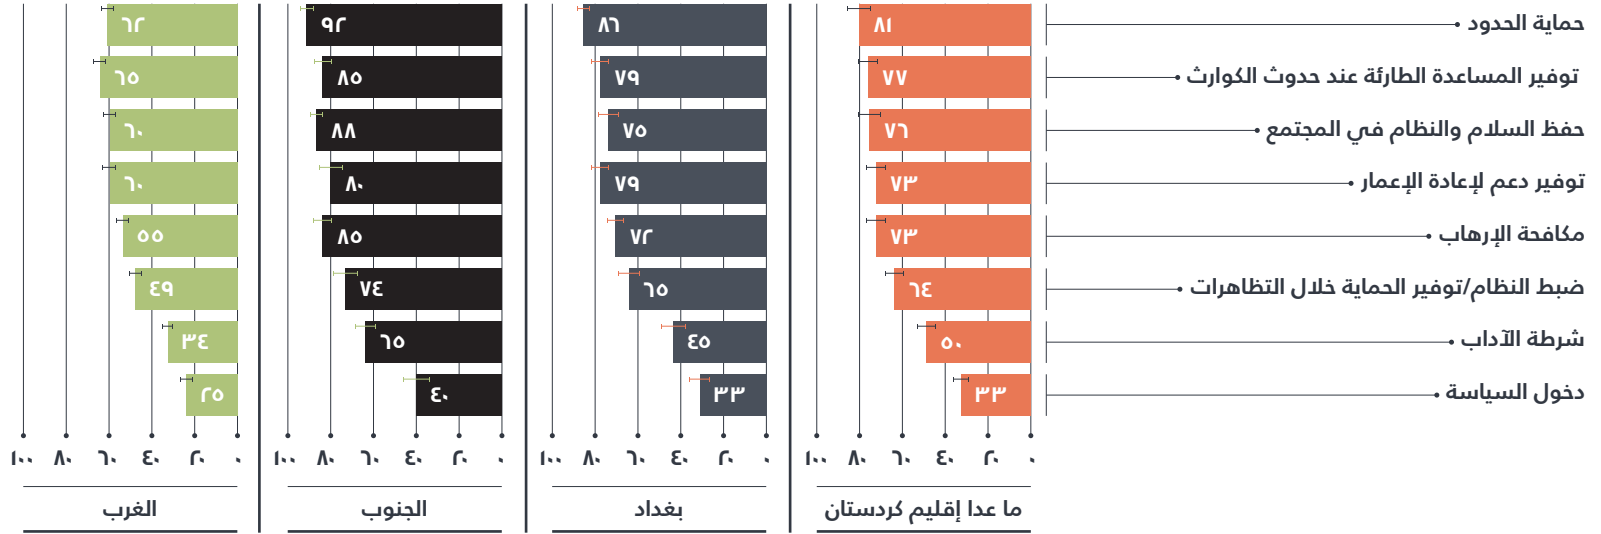 حماية الحدود ٨١ ٨٦ ٩٢ ٦٢
توفير المساعدة الطارئة عند حدوث الكوارث ٧٧ ٧٩ ٨٥ ٦٥
حفظ السلام والنظام في المجتمع ٧٦ ٧٥ ٨٨ ٦٠
توفير دعم لإعادة الإعمار ٧٣ ٧٩ ٨٠ ٦٠
مكافحة الإرهاب ٧٣ ٧٢ ٨٥ ٥٥
ضبط النظام/توفير الحماية خلال التظاهرات ٦٤ ٦٥ ٧٤ ٤٩
شرطة الآداب ٥٠ ٤٥ ٦٥ ٣٤
دخول السياسة ٣٣ ٣٣ ٤٠ ٢٥
٠ ٢٠ ٤٠ ٦٠ ٨٠ ١٠٠ ٠ ٢٠ ٤٠ ٦٠ ٨٠ ١٠٠ ٠ ٢٠ ٤٠ ٦٠ ٨٠ ١٠٠ ٠ ٢٠ ٤٠ ٦٠ ٨٠ ١٠٠
ما عدا إقليم كردستان بغداد الجنوب الغرب